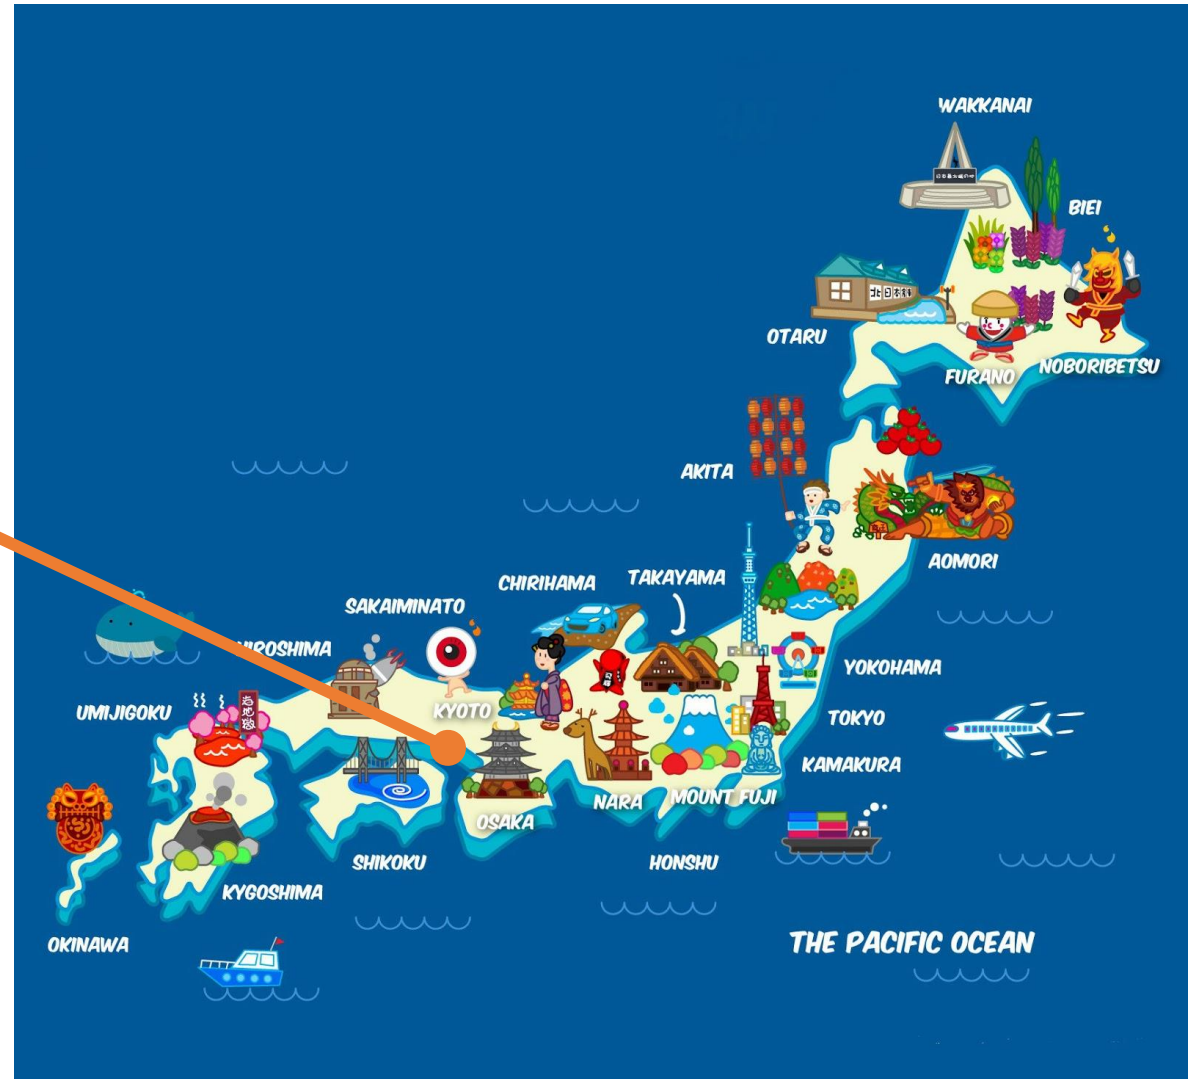 WAKKANAI
BIEI
OTARU
FURANO
NOBORIBETSU
AKITA
AOMORI
CHIRIHAMA
TAKAYAMA
SAKAIMINATO
YOKOHAMA
UMIJIGOKU
KYOTO
TOKYO
KAMAKURA
NARA
MOUNT FUJI
OSAKA
SHIKOKU
HONSHU
KYGOSHIMA
OKINAWA
THE PACIFIC OCEAN